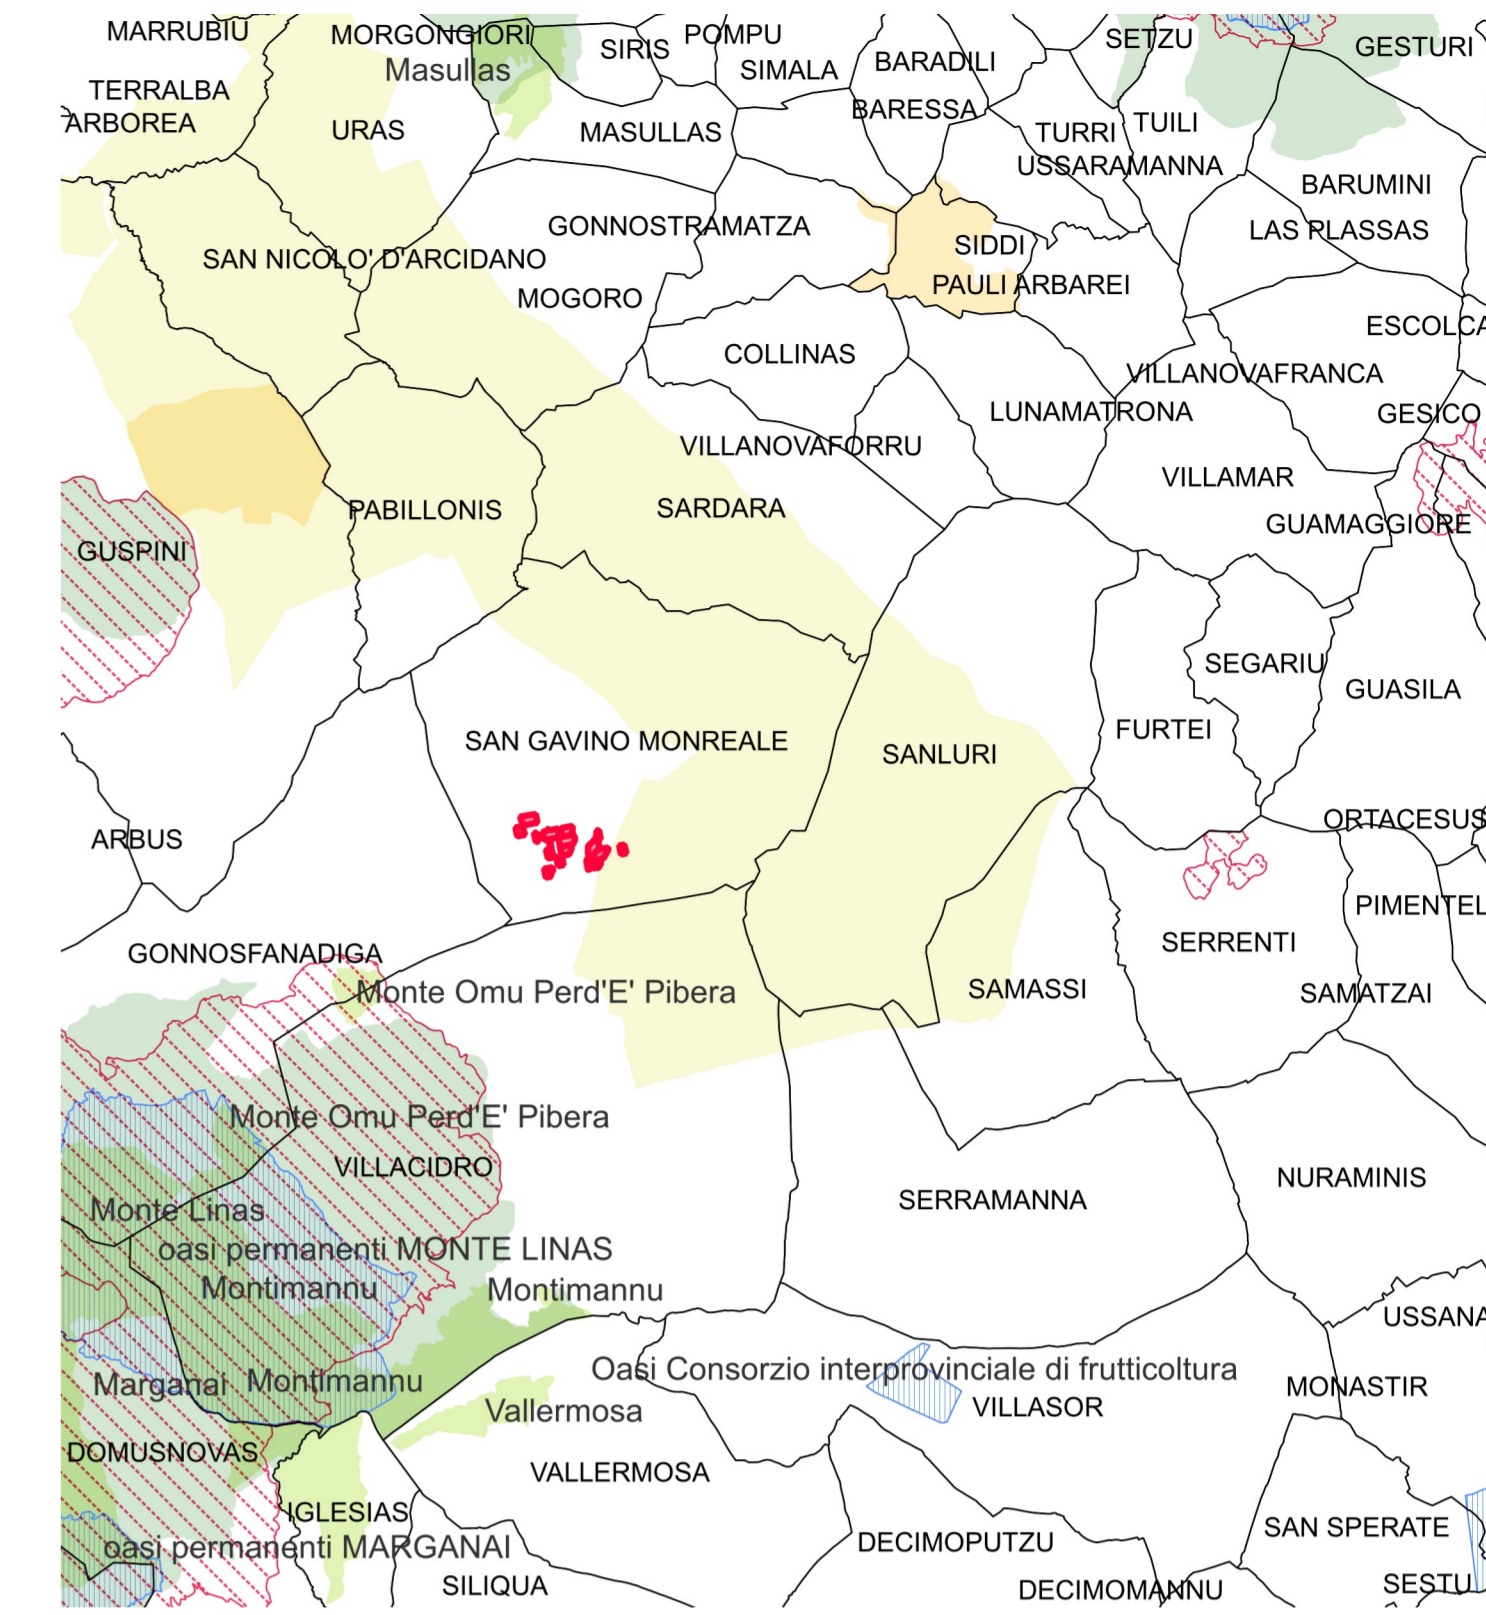 MARRUBIU
MORGONGIORI
SIRIS
POMPU
SETZU
GESTURI
Masullas
SIMALA
BARADILI
TERRALBA
ARBOREA
URAS
MASULLAS
BARESSA
TURRI
TUILI
USSARAMANNA
BARUMINI
GONNOSTRAMATZA
LAS PLASSAS
SAN NICOLO' D'ARCIDANO
SIDDI
MOGORO
PAULI ARBAREI
ESCOLCA
COLLINAS
VILLANOVAFRANCA
LUNAMATRONA
GESICO
VILLANOVAFORRU
VILLAMAR
PABILLONIS
SARDARA
GUAMAGGIORE
GUSPINI
SEGARIU
GUASILA
SAN GAVINO MONREALE
SANLURI
FURTEI
ARBUS
ORTACESUS
PIMENTEL
GONNOSFANADIGA
SERRENTI
Monte Omu Perd'E' Pibera
SAMASSI
SAMATZAI
Monte Omu Perd'E' Pibera
VILLACIDRO
NURAMINIS
Monte Linas
SERRAMANNA
oasi permanenti MONTE LINAS
Montimannu
Montimannu
USSANA
Marganai
Montimannu
Oasi Consorzio interprovinciale di frutticoltura
MONASTIR
Vallermosa
VILLASOR
DOMUSNOVAS
VALLERMOSA
IGLESIAS
SAN SPERATE
oasi permanenti MARGANAI
DECIMOPUTZU
SILIQUA
DECIMOMANNU
SESTU